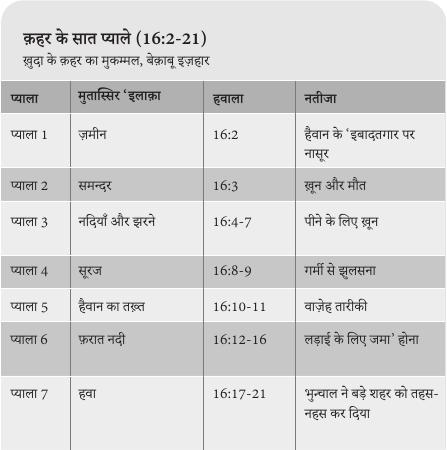 क़हर के सात प्याले (16:2-21)
ख़ुदा के क़हर का मुकम्मल, बेक़ाबू इज़हार
प्याला मुतास्सिर ‘इलाक़ा हवाला नतीजा
प्याला 1 ज़मीन 16:2 हैवान के ‘इबादतगार पर
नासूर
प्याला 2 समन्दर 16:3 ख़ून और मौत
प्याला 3 नदियाँ और झरने 16:4-7 पीने के लिए ख़ून
प्याला 4 सूरज 16:8-9 गर्मी से झुलसना
प्याला 5 हैवान का तख़्त 16:10-11 वाज़ेह तारीकी
प्याला 6 फ़रात नदी 16:12-16 लड़ाई के लिए जमा’ होना
प्याला 7 हवा 16:17-21 भुन्चाल ने बड़े शहर को तहस-
नहस कर दिया